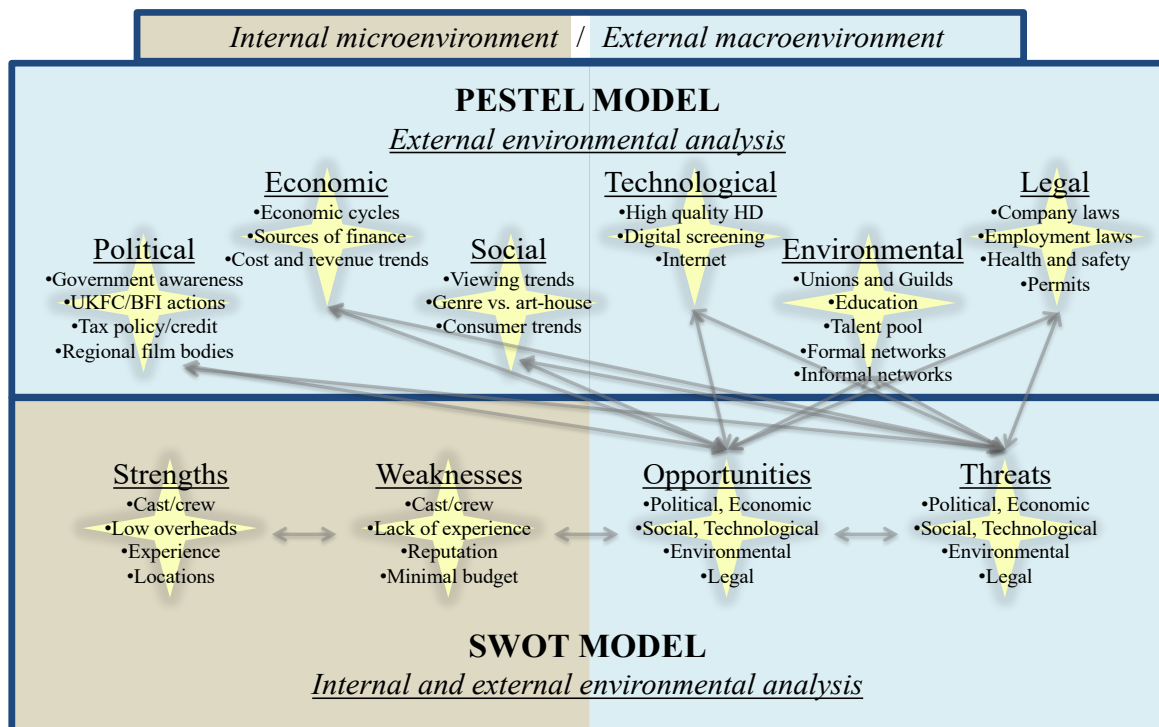 Internal microenvironment / External macroenvironment
PESTEL MODEL
External environmental analysis
Political
•Government awareness
•UKFC/BFI actions
•Tax policy/credit
•Regional film bodies
Economic
•Economic cycles
•Sources of finance
•Cost and revenue trends
Social
•Viewing trends
•Genre vs. art-house
•Consumer trends
Technological
•High quality HD
•Digital screening
•Internet
Environmental
•Unions and Guilds
•Education
•Talent pool
•Formal networks
•Informal networks
Legal
•Company laws
•Employment laws
•Health and safety
•Permits
Strengths
•Cast/crew
•Low overheads
•Experience
•Locations
Weaknesses
•Cast/crew
•Lack of experience
•Reputation
•Minimal budget
Opportunities
•Political, Economic
•Social, Technological
•Environmental
•Legal
Threats
•Political, Economic
•Social, Technological
•Environmental
•Legal
SWOT MODEL
Internal and external environmental analysis